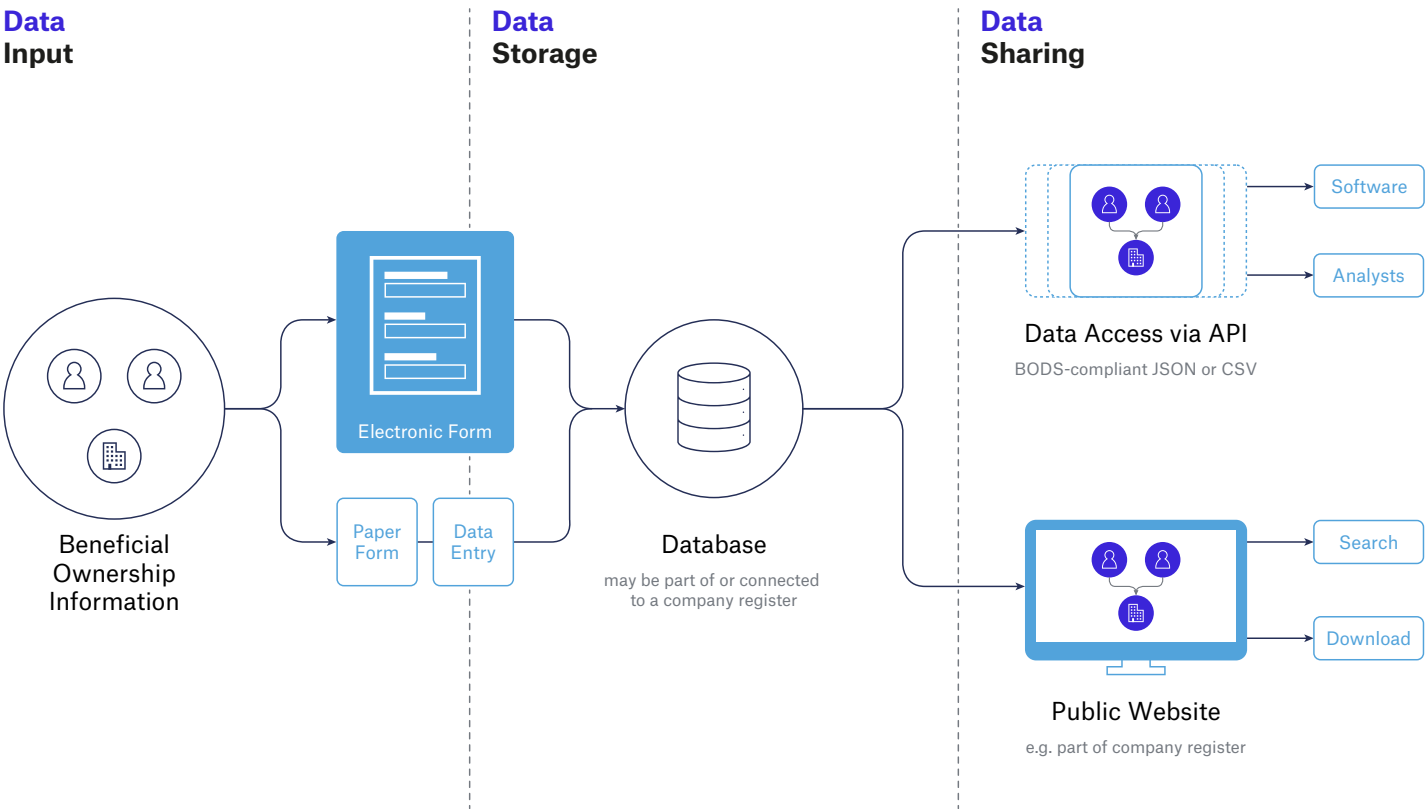 Data
Input
Data
Storage
Data
Sharing
Beneficial
Ownership
Information
Electronic Form
Paper
Form
Data
Entry
Database
may be part of or connected
to a company register
Data Access via API
BODS-compliant JSON or CSV
Software
Analysts
Public Website
e.g. part of company register
Search
Download